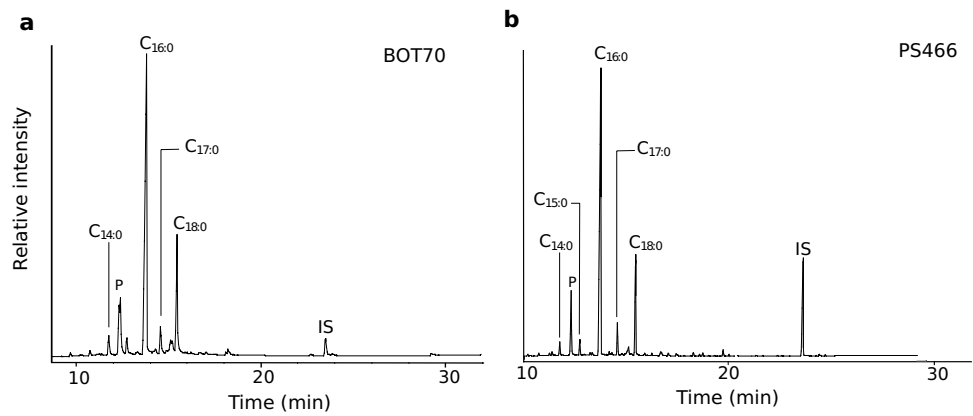 a
BOT70
Relative intensity
C16:0
C17:0
C18:0
C14:0
P
IS
10
20
30
Time (min)
b
PS466
C16:0
C17:0
C15:0
C14:0
C18:0
P
IS
10
20
30
Time (min)